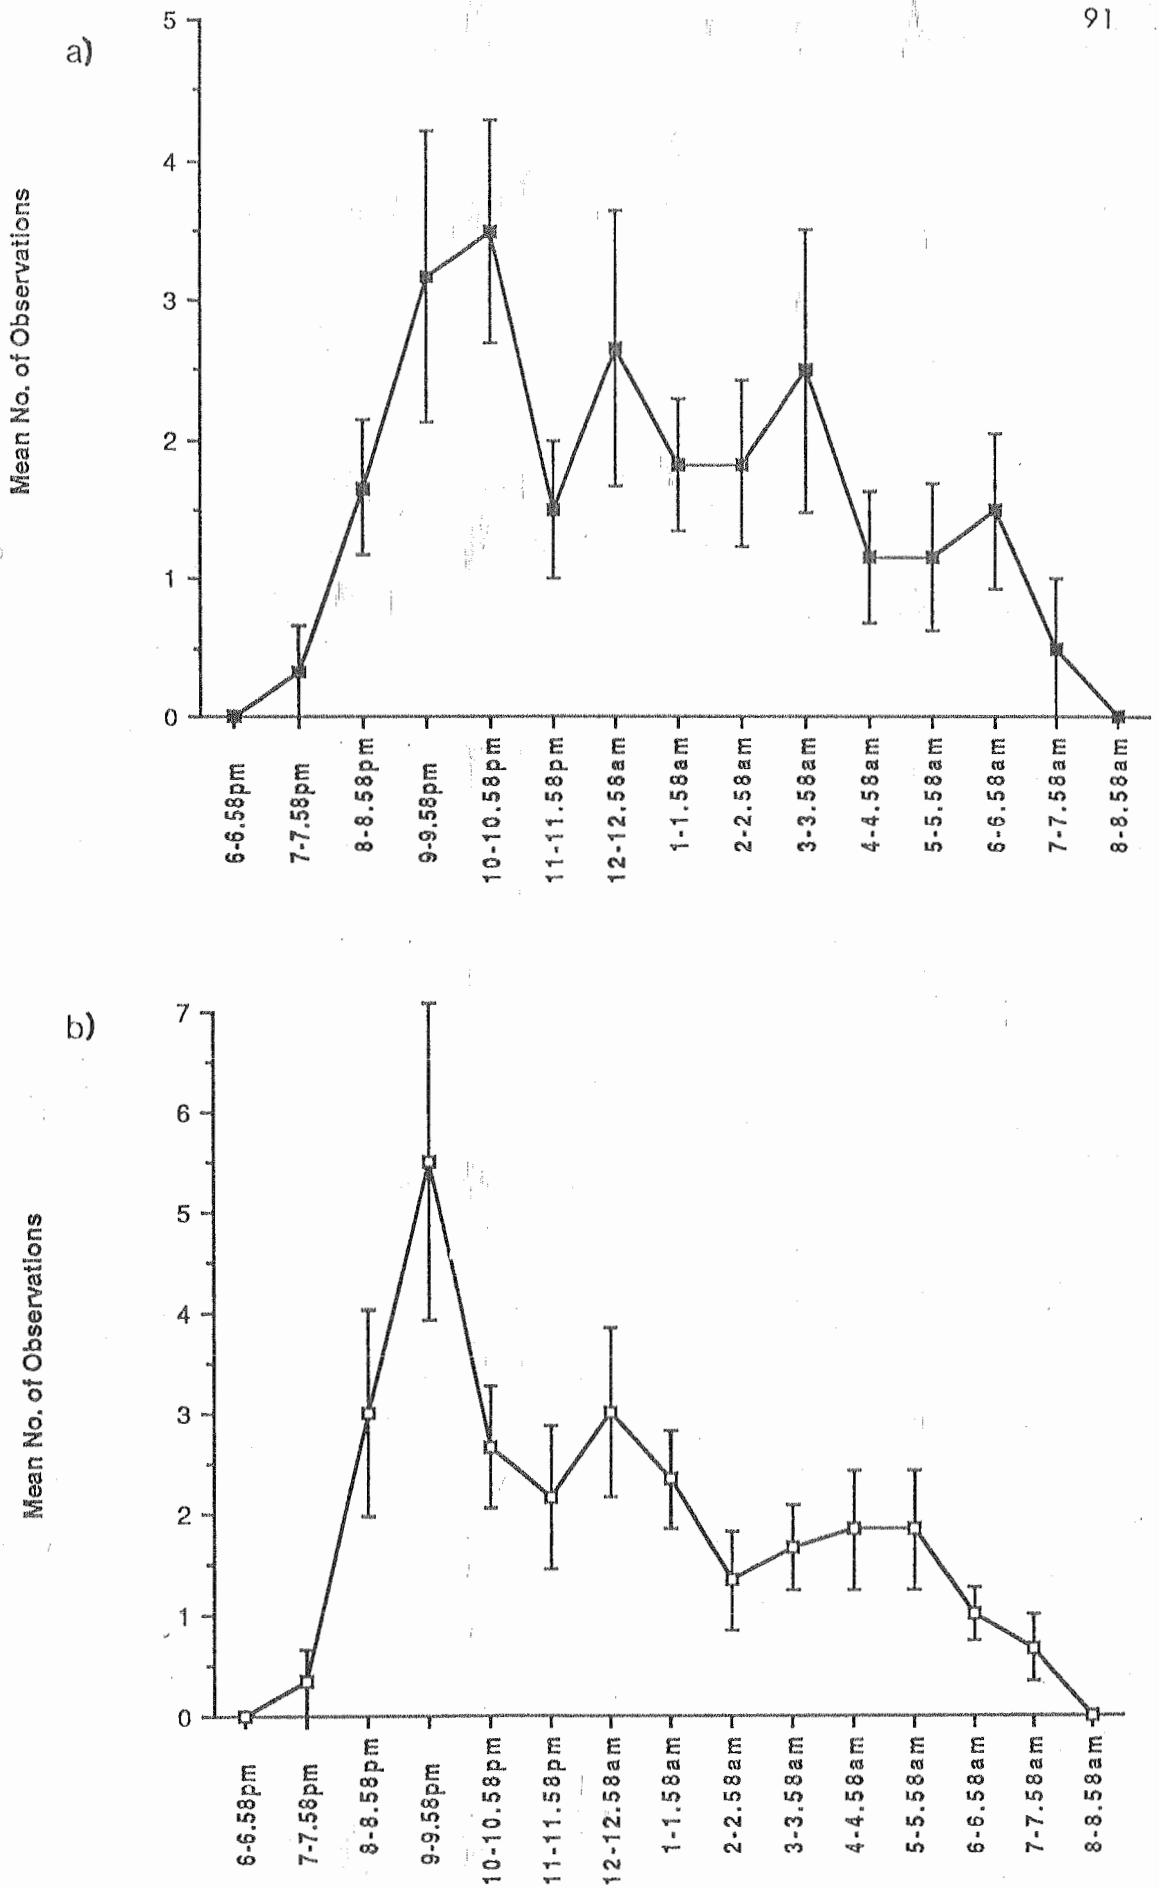 91
a)
Mean No. of Observations
5
4
3
2
1
0
6-6.58pm
7-7.58pm
8-8.58pm
9-9.58pm
10-10.58pm
11-11.58pm
12-12.58am
1-1.58am
2-2.58am
3-3.58am
4-4.58am
5-5.58am
6-6.58am
7-7.58am
8-8.58am
b)
Mean No. of Observations
7
6
5
4
3
2
1
0
6-6.58pm
7-7.58pm
8-8.58pm
9-9.58pm
10-10.58pm
11-11.58pm
12-12.58am
1-1.58am
2-2.58am
3-3.58am
4-4.58am
5-5.58am
6-6.58am
7-7.58am
8-8.58am